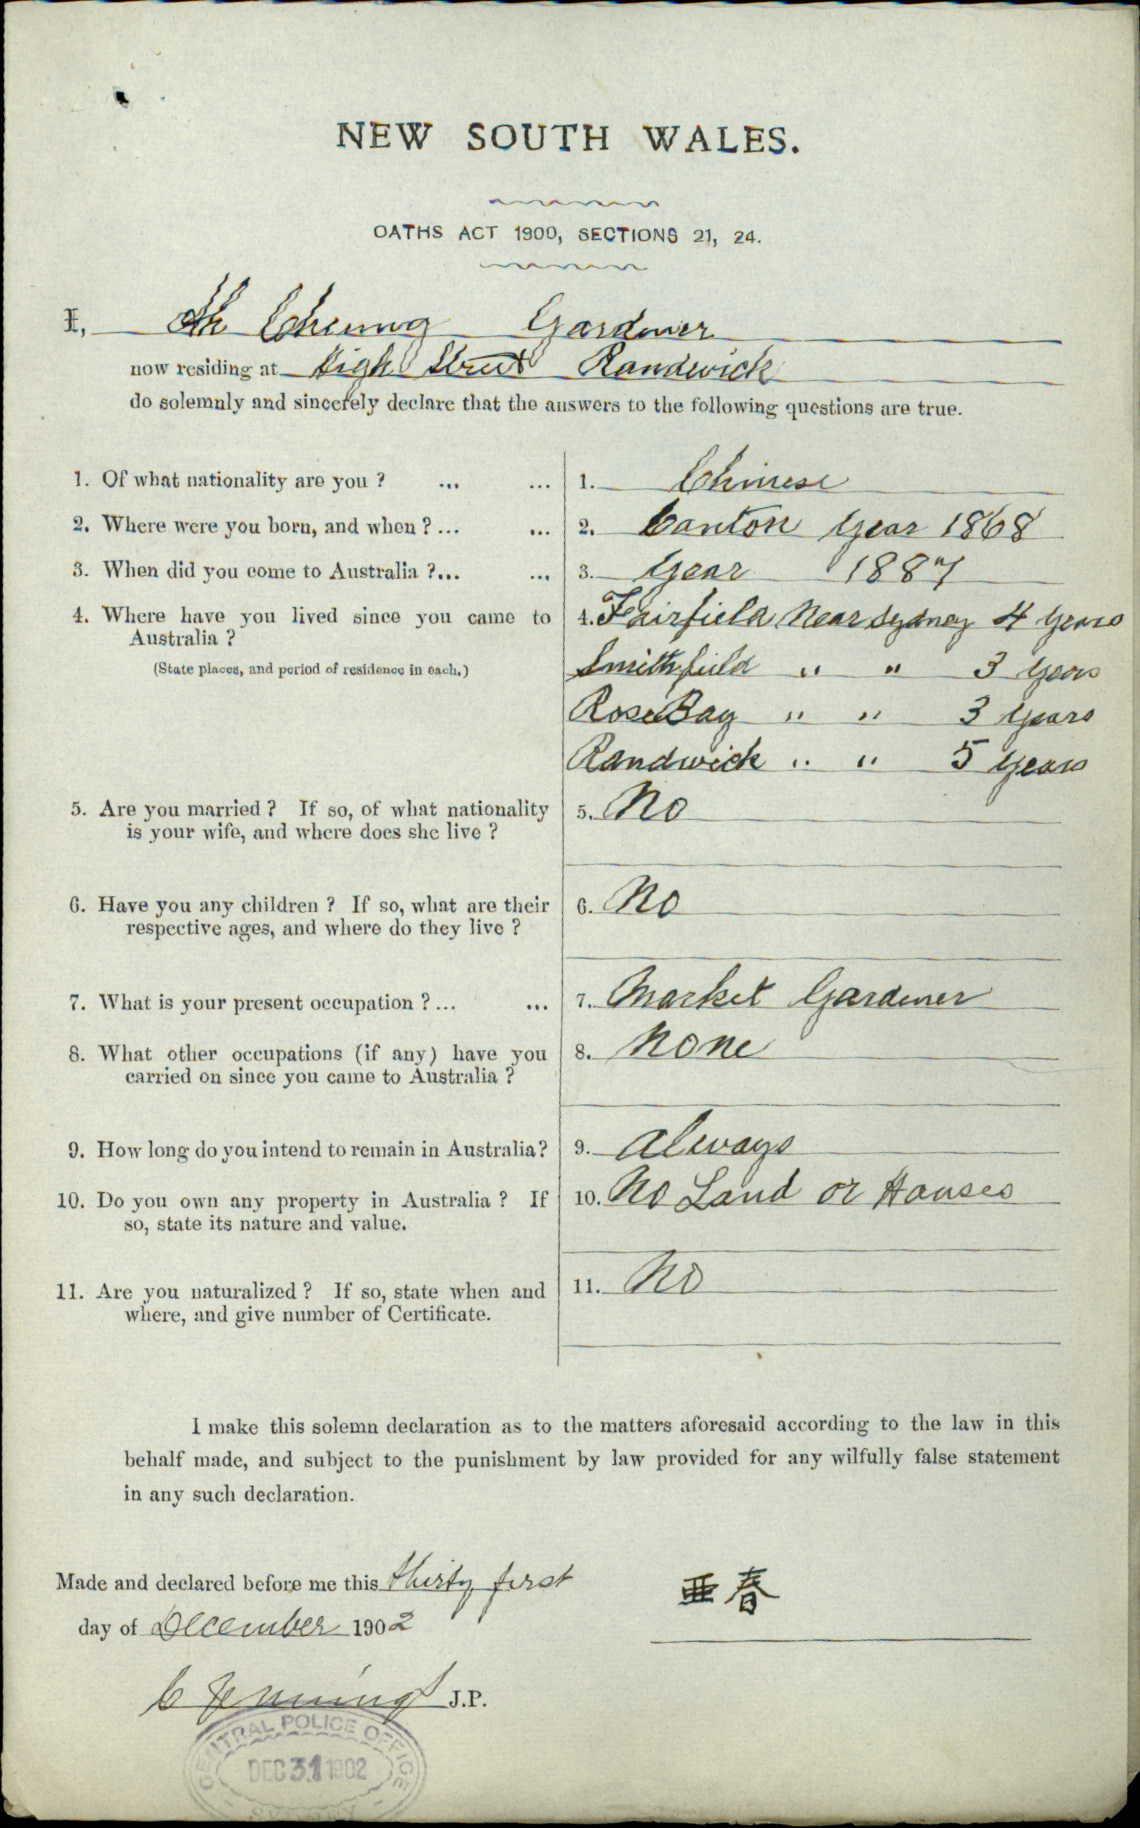 NEW SOUTH WALES.
OATHS ACT 1900, SECTIONS 21, 24.
I, Ah Cheung Gardener
now residing at High Street Randwick
do solemnly and sincerely declare that the answers to the following questions are true.
1. Of what nationality are you ? ... ... 1. Chinese
2. Where were you born, and when ? ... ... 2. Canton Year 1868
3. When did you come to Australia ?... ... 3. Year 1887
4. Where have you lived since you came to 4. Fairfield Near Sydney 4 Years
Australia ?
(State places, and period of residence in each.) Smithfield " " 3 Years
Rose Bay " " 3 Years
Randwick " " 5 Years
5. Are you married ? If so, of what nationality 5. No
is your wife, and where does she live ?
6. Have you any children ? If so, what are their 6. No
respective ages, and where do they live ?
7. What is your present occupation ? ... ... 7. Market Gardener
8. What other occupations (if any) have you 8. None
carried on since you came to Australia ?
9. How long do you intend to remain in Australia? 9. Always
10. Do you own any property in Australia ? If 10. No Land or Houses
so, state its nature and value.
11. Are you naturalized ? If so, state when and 11. No
where, and give number of Certificate.
I make this solemn declaration as to the matters aforesaid according to the law in this
behalf made, and subject to the punishment by law provided for any wilfully false statement
in any such declaration.
Made and declared before me this thirty first
亜春
day of December 1902
C Jennings J.P.
CENTRAL POLICE OFFICE
DEC 31 1902
SYDNEY